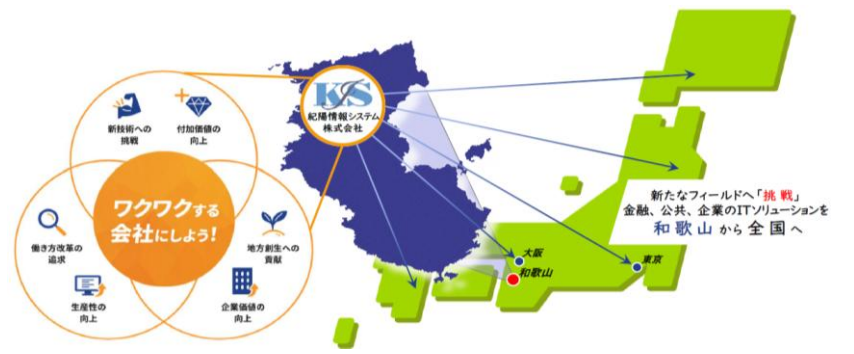 新技術への
挑戦
付加価値の
向上
ワクワクする
会社にしよう!
働き方改革の
追求
生産性の
向上
地方創生への
貢献
企業価値の
向上
KIS
紀陽情報システム
株式会社
新たなフィールドへ「挑戦」
金融、公共、企業のITソリューションを
和歌山から全国へ
大阪
和歌山
東京